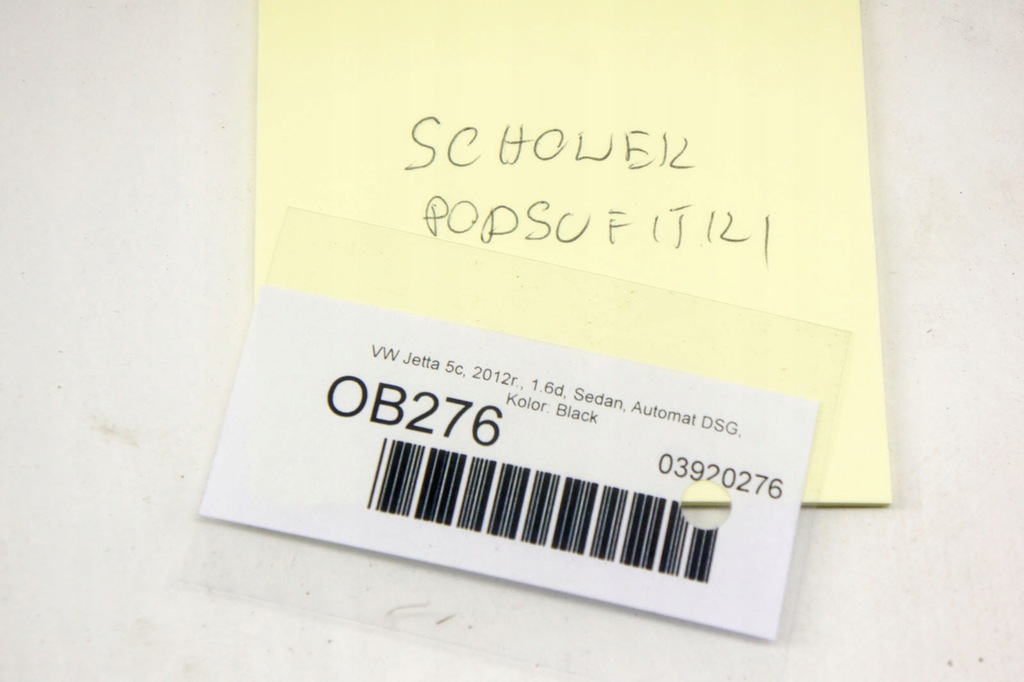 SCHOWEK
PODSUFITKI
VW Jetta 5c, 2012r., 1.6d, Sedan, Automat DSG,
Kolor: Black
OB276
03920276